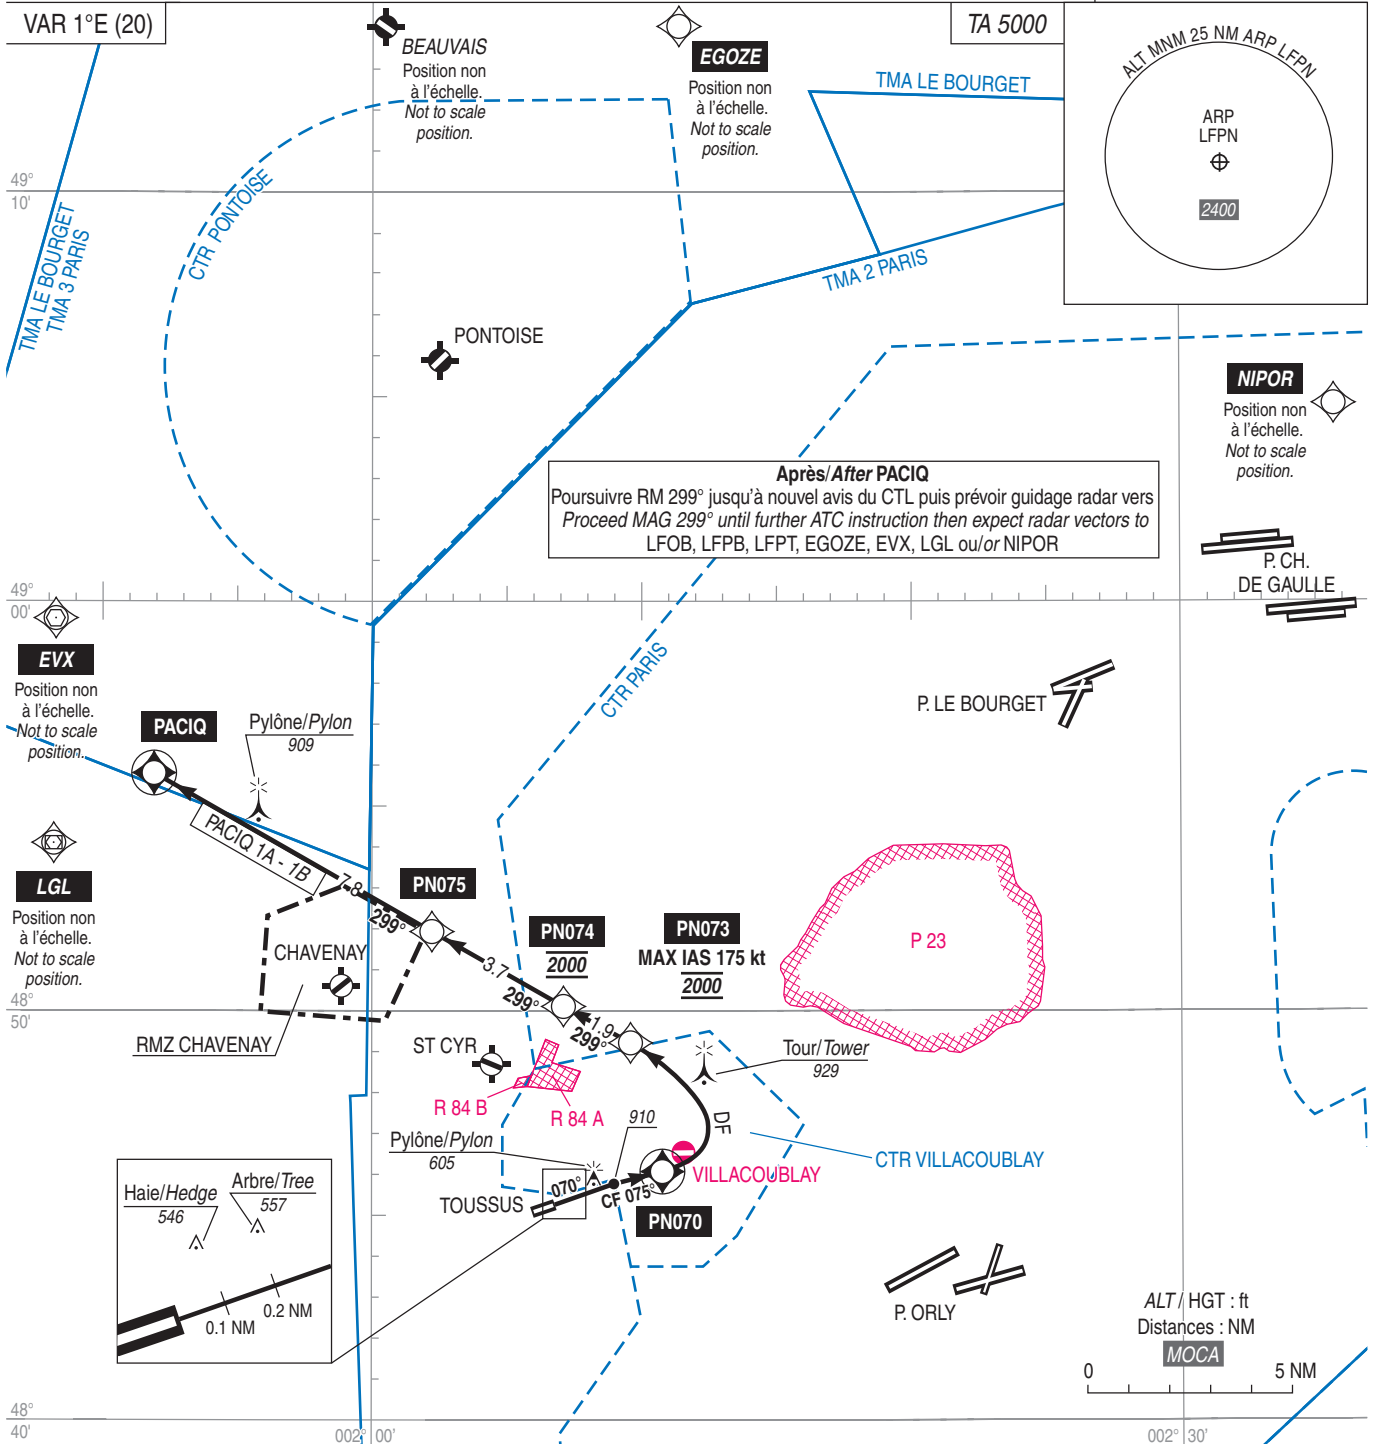 VAR 1°E (20)
BEAUVAIS
Position non
à l'échelle.
Not to scale
position.
EGOZE
Position non
à l'échelle.
Not to scale
position.
TA 5000
ALT MNM 25 NM ARP LFPN
ARP
LFPN
2400
TMA LE BOURGET
49°
10'
CTR PONTOISE
TMA LE BOURGET
TMA 3 PARIS
TMA 2 PARIS
PONTOISE
NIPOR
Position non
à l'échelle.
Not to scale
position.
Après/After PACIQ
Poursuivre RM 299° jusqu'à nouvel avis du CTL puis prévoir guidage radar vers
Proceed MAG 299° until further ATC instruction then expect radar vectors to
LFOB, LFPB, LFPT, EGOZE, EVX, LGL ou/or NIPOR
P. CH.
DE GAULLE
49°
00'
EVX
Position non
à l'échelle.
Not to scale
position.
CTR PARIS
P. LE BOURGET
PACIQ
Pylône/Pylon
909
PACIQ 1A - 1B
7.8
299°
LGL
Position non
à l'échelle.
Not to scale
position.
PN075
PN074
2000
PN073
MAX IAS 175 kt
2000
P 23
3.7
299°
1.9
299°
CHAVENAY
48°
50'
RMZ CHAVENAY
ST CYR
Tour/Tower
929
R 84 B
R 84 A
910
DF
Pylône/Pylon
605
CTR VILLACOUBLAY
VILLACOUBLAY
TOUSSUS
070°
CF 075°
PN070
Haie/Hedge
546
Arbre/Tree
557
0.1 NM
0.2 NM
P. ORLY
ALT / HGT : ft
Distances : NM
MOCA
0
5 NM
48°
40'
002° 00'
002° 30'